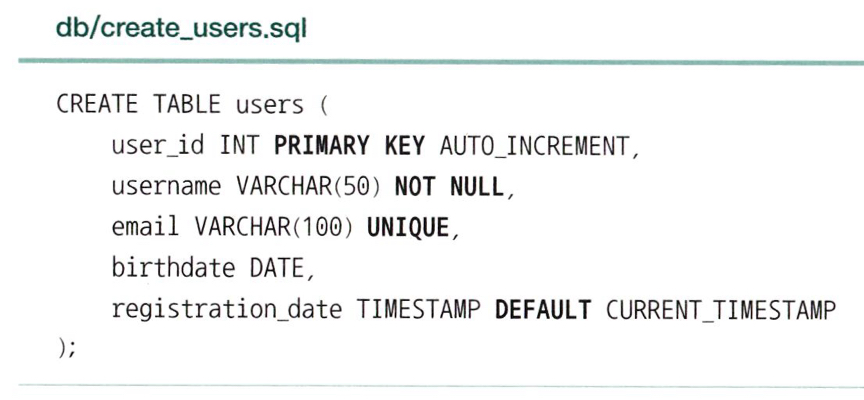 db/create_users.sql
CREATE TABLE users (
user_id INT PRIMARY KEY AUTO_INCREMENT,
username VARCHAR(50) NOT NULL,
email VARCHAR(100) UNIQUE,
birthdate DATE,
registration_date TIMESTAMP DEFAULT CURRENT_TIMESTAMP
);